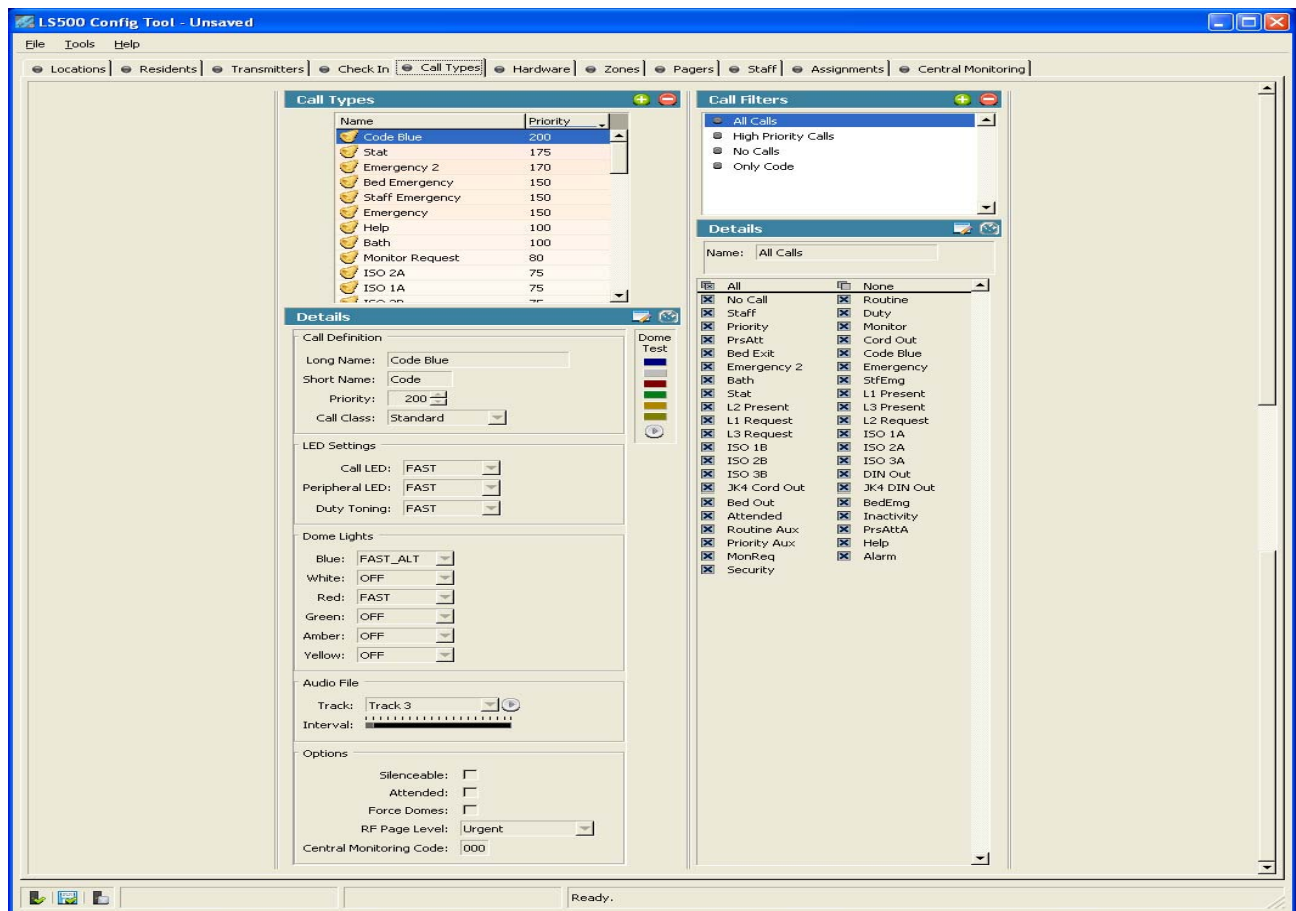 LS500 Config Tool - Unsaved
File Tools Help
Locations Residents Transmitters Check In Call Types Hardware Zones Pagers Staff Assignments Central Monitoring
Call Types
Name Priority
Code Blue 200
Stat 175
Emergency 2 170
Bed Emergency 150
Staff Emergency 150
Emergency 150
Help 100
Bath 100
Monitor Request 80
ISO 2A 75
ISO 1A 75
Details
Call Definition
Long Name: Code Blue
Short Name: Code
Priority: 200
Call Class: Standard
LED Settings
Call LED: FAST
Peripheral LED: FAST
Duty Toning: FAST
Dome Lights
Blue: FAST_ALT
White: OFF
Red: FAST
Green: OFF
Amber: OFF
Yellow: OFF
Audio File
Track: Track 3
Interval:
Options
Silenceable:
Attended:
Force Domes:
RF Page Level: Urgent
Central Monitoring Code: 000
Dome
Test
Call Filters
All Calls
High Priority Calls
No Calls
Only Code
Details
Name: All Calls
All None
No Call Routine
Staff Duty
Priority Monitor
PrsAtt Cord Out
Bed Exit Code Blue
Emergency 2 Emergency
Bath StfEmg
Stat L1 Present
L2 Present L3 Present
L1 Request L2 Request
L3 Request ISO 1A
ISO 1B ISO 2A
ISO 2B ISO 3A
ISO 3B DIN Out
JK4 Cord Out JK4 DIN Out
Bed Out BedEmg
Attended Inactivity
Routine Aux PrsAttA
Priority Aux Help
MonReq Alarm
Security
Ready.